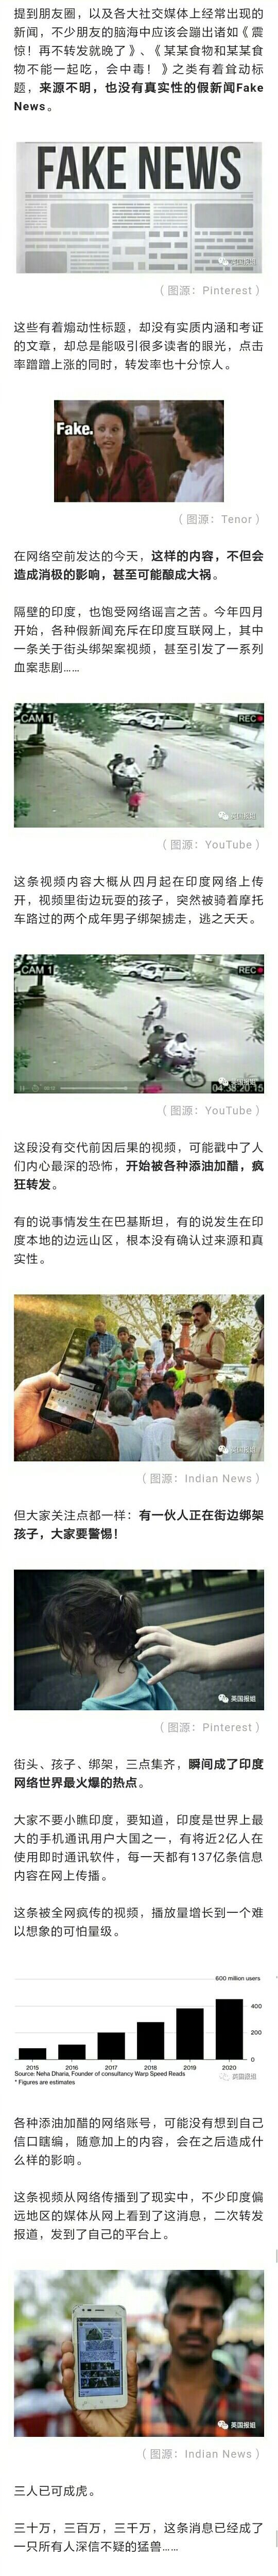 提到朋友圈，以及各大社交媒体上经常出现的
新闻，不少朋友的脑海中应该会蹦出诸如《震
惊！再不转发就晚了》、《某某食物和某某食
物不能一起吃，会中毒！》之类有着耸动标
题，来源不明，也没有真实性的假新闻Fake
News。
FAKE NEWS
英国报姐
（图源：Pinterest）
这些有着煽动性标题，却没有实质内涵和考证
的文章，却总是能吸引很多读者的眼光，点击
率蹭蹭上涨的同时，转发率也十分惊人。
Fake.
（图源：Tenor）
在网络空前发达的今天，这样的内容，不但会
造成消极的影响，甚至可能酿成大祸。
隔壁的印度，也饱受网络谣言之苦。今年四月
开始，各种假新闻充斥在印度互联网上，其中
一条关于街头绑架案视频，甚至引发了一系列
血案悲剧……
CAM 1
REC
英国报姐
（图源：YouTube）
这条视频内容大概从四月起在印度网络上传
开，视频里街边玩耍的孩子，突然被骑着摩托
车路过的两个成年男子绑架掳走，逃之夭夭。
CAM 1
REC
（图源：YouTube）
这段没有交代前因后果的视频，可能戳中了人
们内心最深的恐怖，开始被各种添油加醋，疯
狂转发。
有的说事情发生在巴基斯坦，有的说发生在印
度本地的边远山区，根本没有确认过来源和真
实性。
英国报姐
（图源：Indian News）
但大家关注点都一样：有一伙人正在街边绑架
孩子，大家要警惕！
英国报姐
（图源：Pinterest）
街头、孩子、绑架，三点集齐，瞬间成了印度
网络世界最火爆的热点。
大家不要小瞧印度，要知道，印度是世界上最
大的手机通讯用户大国之一，有将近2亿人在
使用即时通讯软件，每一天都有137亿条信息
内容在网上传播。
这条被全网疯传的视频，播放量增长到一个难
以想象的可怕量级。
600 million users
400
200
0
2015 2016 2017 2018 2019 2020
Source: Neha Dharia, Founder of consultancy Warp Speed Reads
* Figures are estimates
英国报姐
各种添油加醋的网络账号，可能没有想到自己
信口瞎编，随意加上的内容，会在之后造成什
么样的影响。
这条视频从网络传播到了现实中，不少印度偏
远地区的媒体从网上看到了这消息，二次转发
报道，发到了自己的平台上。
英国报姐
（图源：Indian News）
三人已可成虎。
三十万，三百万，三千万，这条消息已经成了
一只所有人深信不疑的猛兽……